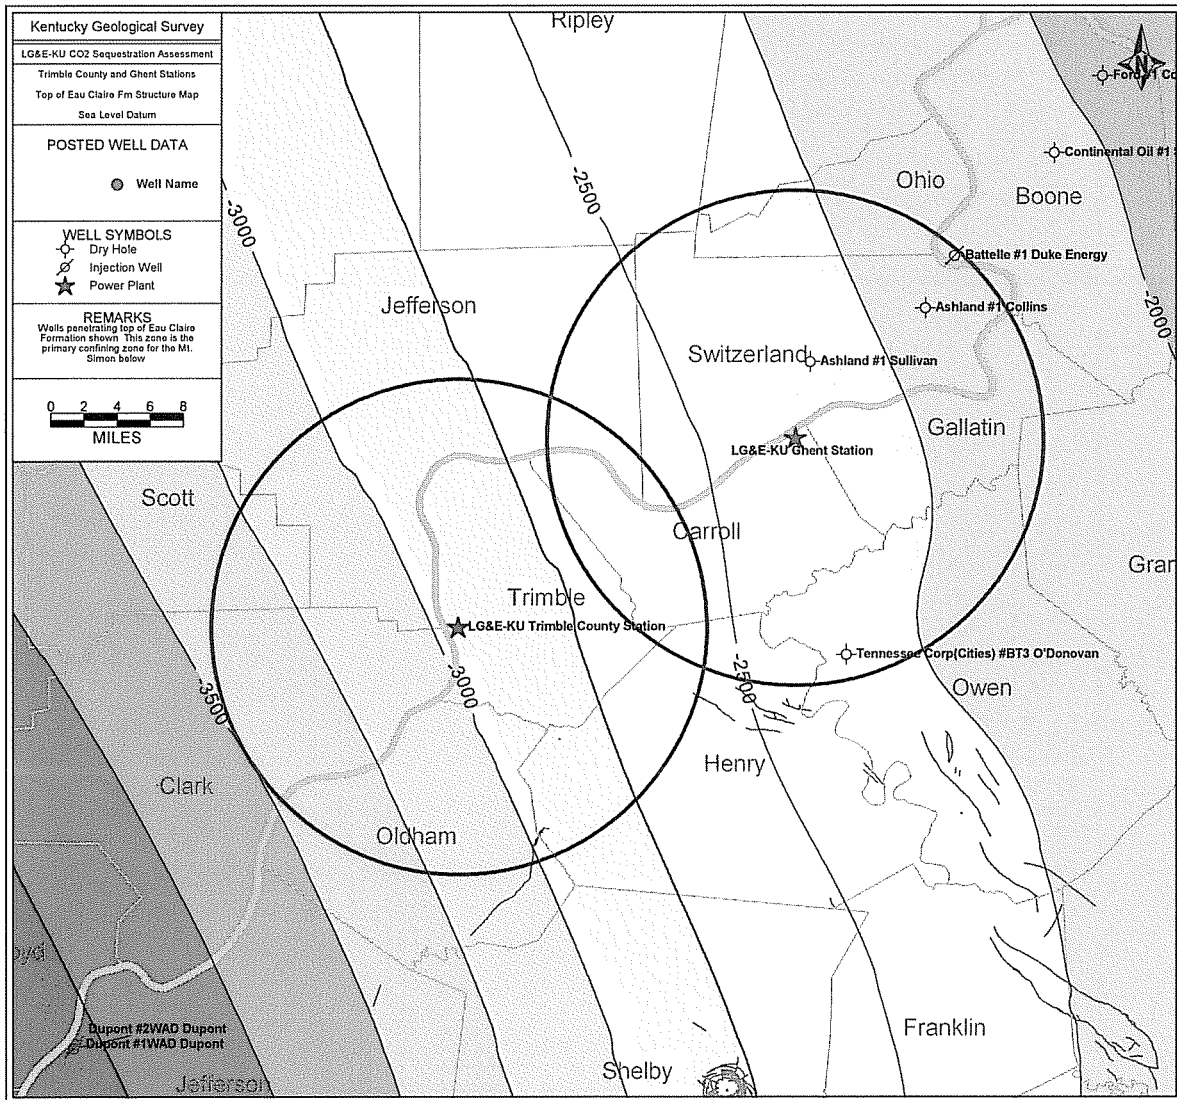 Kentucky Geological Survey
LG&E-KU CO2 Sequestration Assessment
Trimble County and Ghent Stations
Top of Eau Claire Fm Structure Map
Sea Level Datum
POSTED WELL DATA
Well Name
WELL SYMBOLS
Dry Hole
Injection Well
Power Plant
REMARKS
Wells penetrating top of Eau Claire
Formation shown This zone is the
primary confining zone for the Mt.
Simon below
0 2 4 6 8
MILES
Ripley
N
Ford #1 Co
Continental Oil #1
Ohio
Boone
-2500
-3000
Battelle #1 Duke Energy
Jefferson
Ashland #1 Collins
-2000
Switzerland
Ashland #1 Sullivan
Gallatin
LG&E-KU Ghent Station
Scott
Carroll
Gran
Trimble
LG&E-KU Trimble County Station
Tennessee Corp(Cities) #BT3 O'Donovan
-3500
-3000
-2500
Owen
Henry
Clark
Oldham
oyd
Dupont #2WAD Dupont
Dupont #1WAD Dupont
Franklin
Shelby
Jefferson